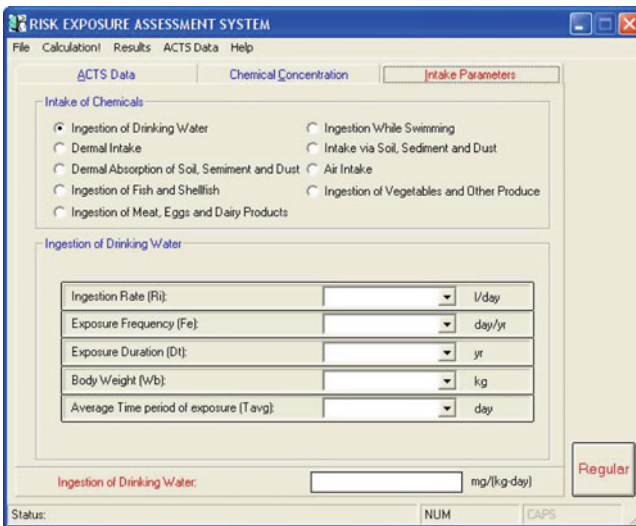 RISK EXPOSURE ASSESSMENT SYSTEM
File Calculation! Results ACTS Data Help
ACTS Data Chemical Concentration Intake Parameters
Intake of Chemicals
Ingestion of Drinking Water Ingestion While Swimming
Dermal Intake Intake via Soil, Sediment and Dust
Dermal Absorption of Soil, Semiment and Dust Air Intake
Ingestion of Fish and Shellfish Ingestion of Vegetables and Other Produce
Ingestion of Meat, Eggs and Dairy Products
Ingestion of Drinking Water
Ingestion Rate (Ri): l/day
Exposure Frequency (Fe): day/yr
Exposure Duration (Dt): yr
Body Weight (Wb): kg
Average Time period of exposure (Tavg): day
Ingestion of Drinking Water: mg/(kg-day)
Regular
Status: NUM CAPS